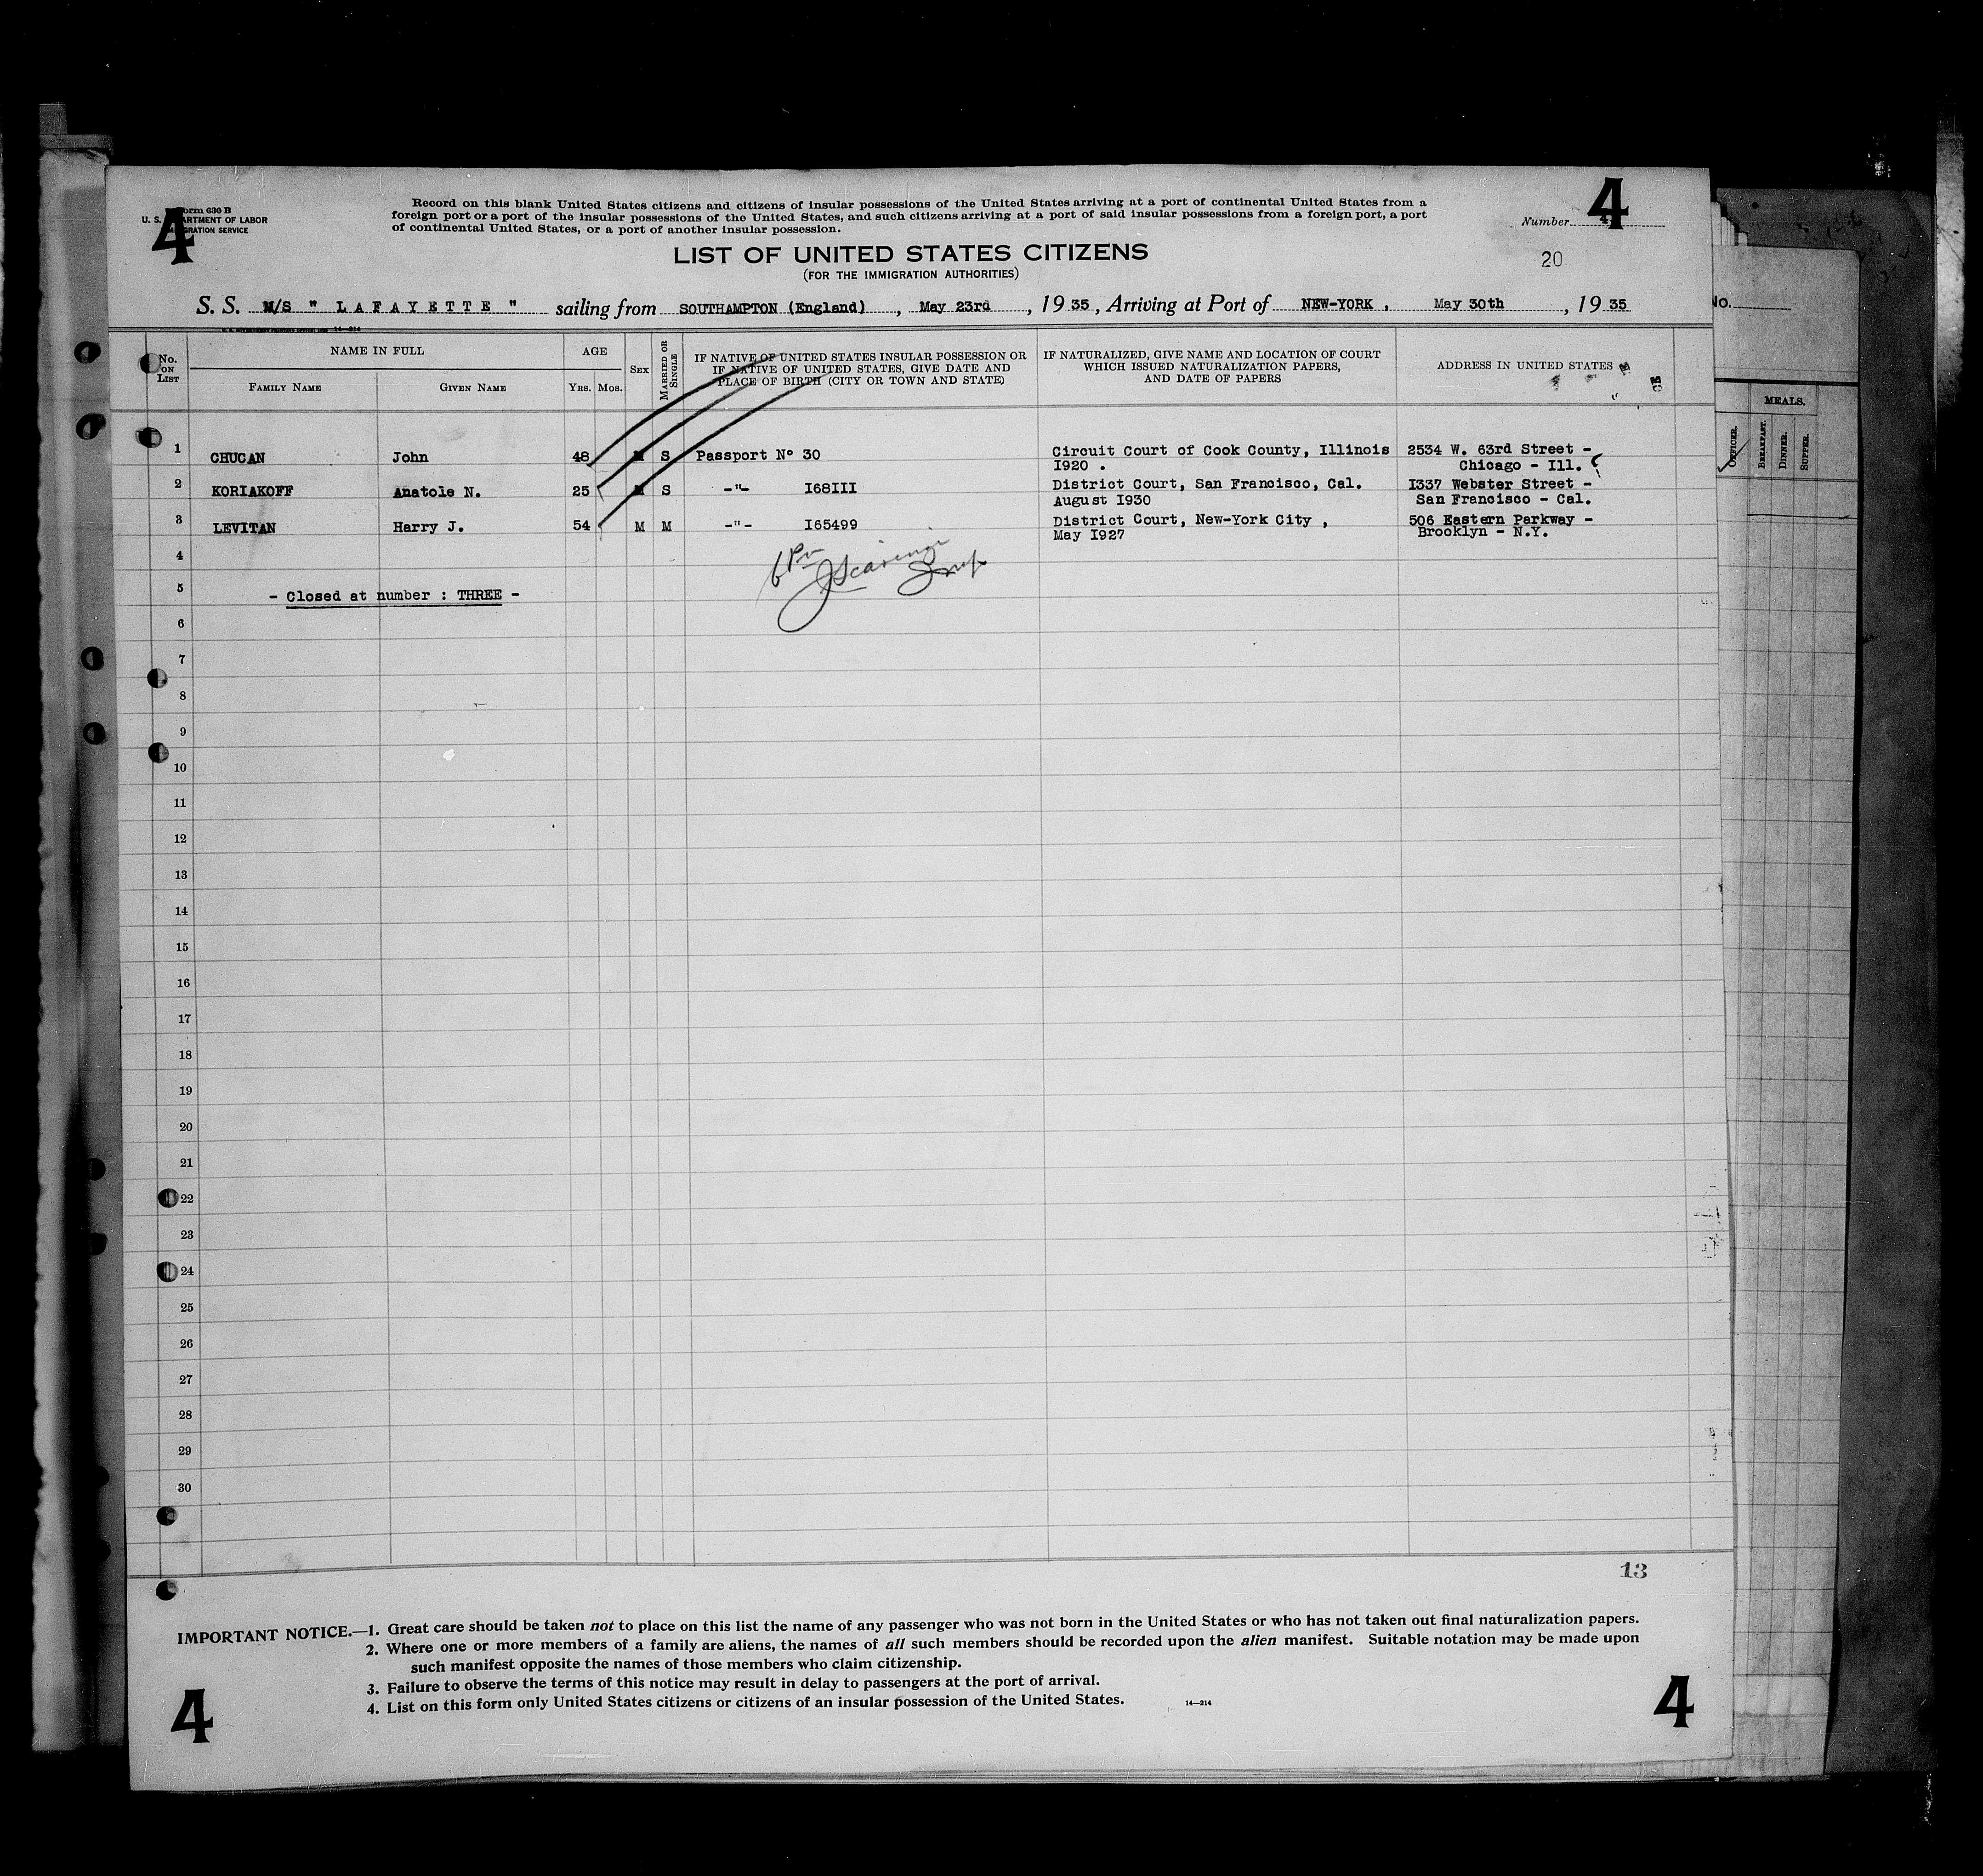 4
Form 630 B
U. S. DEPARTMENT OF LABOR
IMMIGRATION SERVICE
Record on this blank United States citizens and citizens of insular possessions of the United States arriving at a port of continental United States from a
foreign port or a port of the insular possessions of the United States, and such citizens arriving at a port of said insular possessions from a foreign port, a port
of continental United States, or a port of another insular possession.
Number 4
20
LIST OF UNITED STATES CITIZENS
(FOR THE IMMIGRATION AUTHORITIES)
S. S. M/S " LAFAYETTE " sailing from SOUTHAMPTON (England) , May 23rd , 19 35 , Arriving at Port of NEW-YORK , May 30th , 19 35
14—214
No. ON LIST
NAME IN FULL
FAMILY NAME
GIVEN NAME
AGE
YRS. MOS.
SEX
MARRIED OR SINGLE
IF NATIVE OF UNITED STATES INSULAR POSSESSION OR
IF NATIVE OF UNITED STATES, GIVE DATE AND
PLACE OF BIRTH (CITY OR TOWN AND STATE)
IF NATURALIZED, GIVE NAME AND LOCATION OF COURT
WHICH ISSUED NATURALIZATION PAPERS,
AND DATE OF PAPERS
ADDRESS IN UNITED STATES
1 CHUCAN John 48 M S Passport Nº 30 Circuit Court of Cook County, Illinois 2534 W. 63rd Street -
I920 . Chicago - Ill.
2 KORIAKOFF Anatole N. 25 M S -"- I68III District Court, San Francisco, Cal. I337 Webster Street -
August I930 San Francisco - Cal.
3 LEVITAN Harry J. 54 M M -"- I65499 District Court, New-York City , 506 Eastern Parkway -
May I927 Brooklyn - N.Y.
4
5 - Closed at number : THREE -
6
7
8
9
10
11
12
13
14
15
16
17
18
19
20
21
22
23
24
25
26
27
28
29
30
13
IMPORTANT NOTICE.—1. Great care should be taken not to place on this list the name of any passenger who was not born in the United States or who has not taken out final naturalization papers.
2. Where one or more members of a family are aliens, the names of all such members should be recorded upon the alien manifest. Suitable notation may be made upon
such manifest opposite the names of those members who claim citizenship.
3. Failure to observe the terms of this notice may result in delay to passengers at the port of arrival.
4. List on this form only United States citizens or citizens of an insular possession of the United States.
14—214
4
4
No.
MEALS.
OFFICER.
BREAKFAST.
DINNER.
SUPPER.